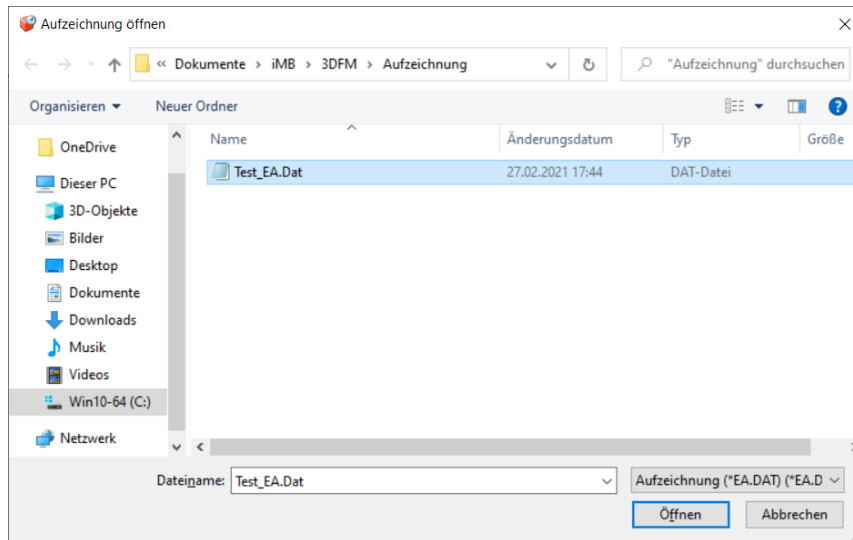 Aufzeichnung öffnen
« Dokumente > iMB > 3DFM > Aufzeichnung
"Aufzeichnung" durchsuchen
Organisieren
Neuer Ordner
Name Änderungsdatum Typ Größe
Test_EA.Dat 27.02.2021 17:44 DAT-Datei
OneDrive
Dieser PC
3D-Objekte
Bilder
Desktop
Dokumente
Downloads
Musik
Videos
Win10-64 (C:)
Netzwerk
Dateiname: Test_EA.Dat
Aufzeichnung (*EA.DAT) (*EA.D
Öffnen Abbrechen